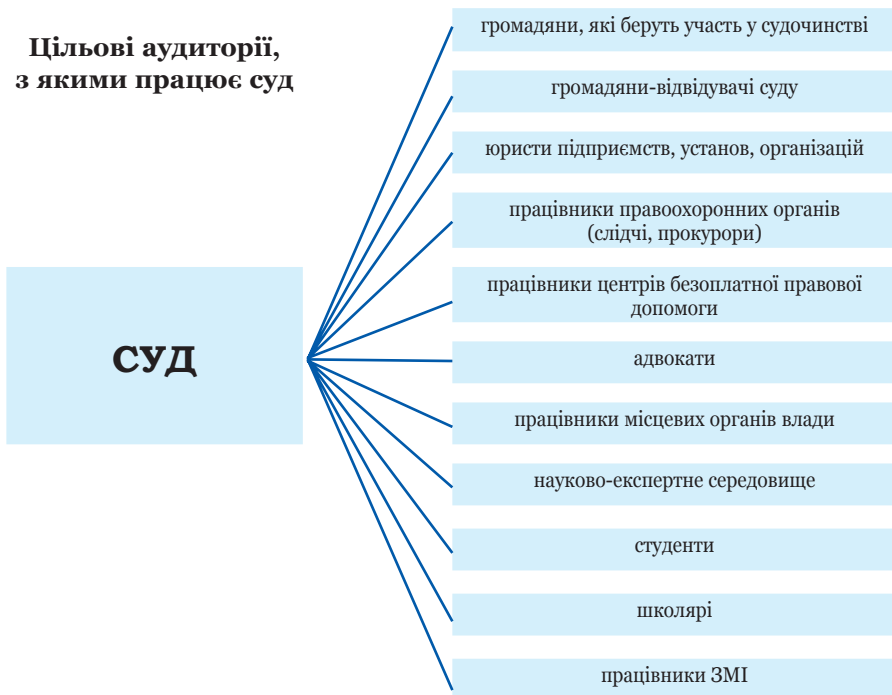 Цільові аудиторії,
з якими працює суд
СУД
громадяни, які беруть участь у судочинстві
громадяни-відвідувачі суду
юристи підприємств, установ, організацій
працівники правоохоронних органів
(слідчі, прокурори)
працівники центрів безоплатної правової
допомоги
адвокати
працівники місцевих органів влади
науково-експертне середовище
студенти
школярі
працівники ЗМІ